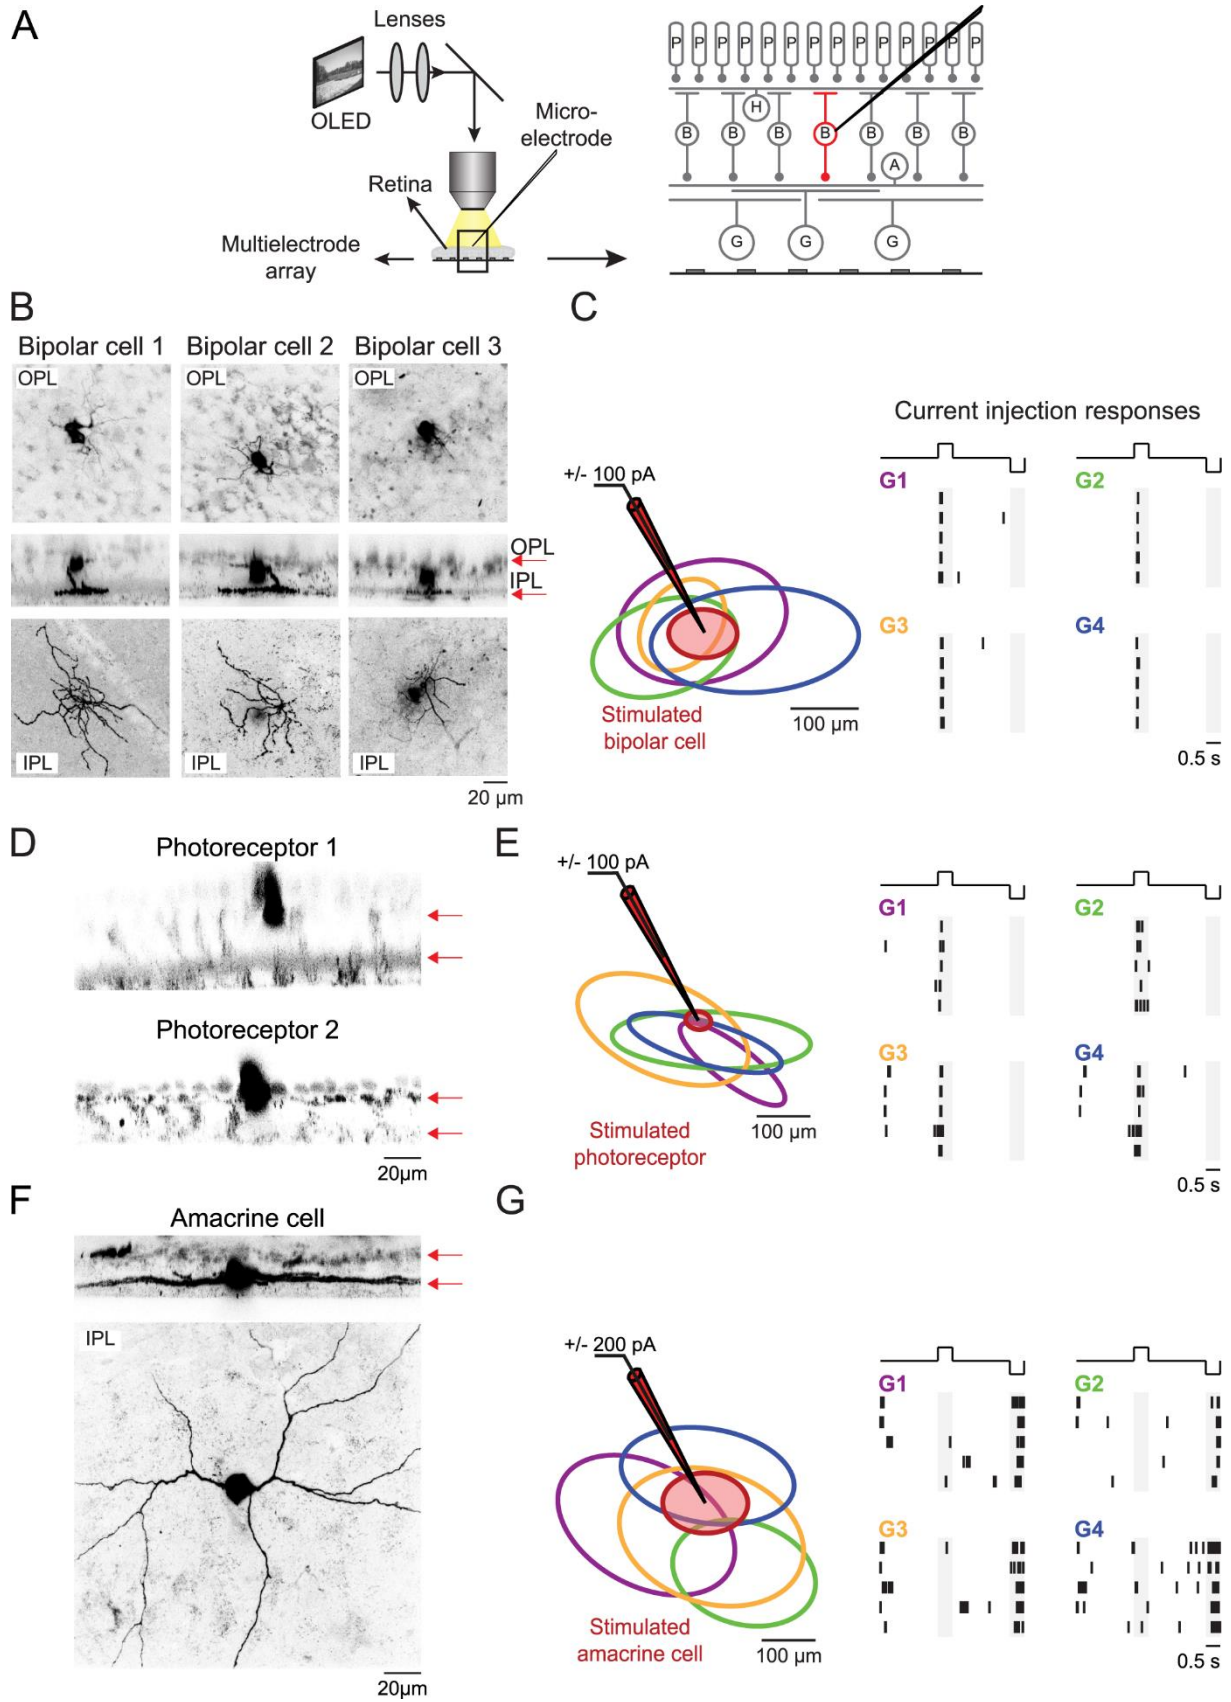 A
Lenses
OLED
Micro-
electrode
Retina
Multielectrode
array
P P P P P P P P P P P P P P
H
B B B B B B B
A
G G G
B
Bipolar cell 1
Bipolar cell 2
Bipolar cell 3
OPL
OPL
OPL
OPL
IPL
IPL
IPL
IPL
20 µm
C
Current injection responses
+/- 100 pA
Stimulated
bipolar cell
100 µm
G1
G2
G3
G4
0.5 s
D
Photoreceptor 1
Photoreceptor 2
20µm
E
+/- 100 pA
Stimulated
photoreceptor
100 µm
G1
G2
G3
G4
0.5 s
F
Amacrine cell
IPL
20µm
G
+/- 200 pA
Stimulated
amacrine cell
100 µm
G1
G2
G3
G4
0.5 s